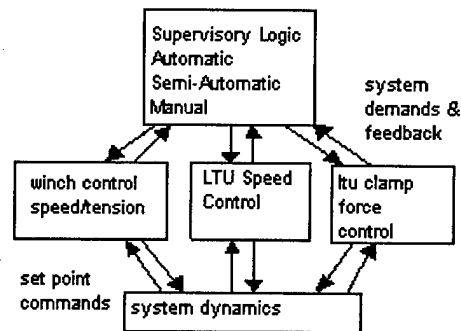 Supervisory Logic
Automatic
Semi-Automatic
Manual
system
demands &
feedback
winch control
speed/tension
LTU Speed
Control
ltu clamp
force
control
set point
commands
system dynamics